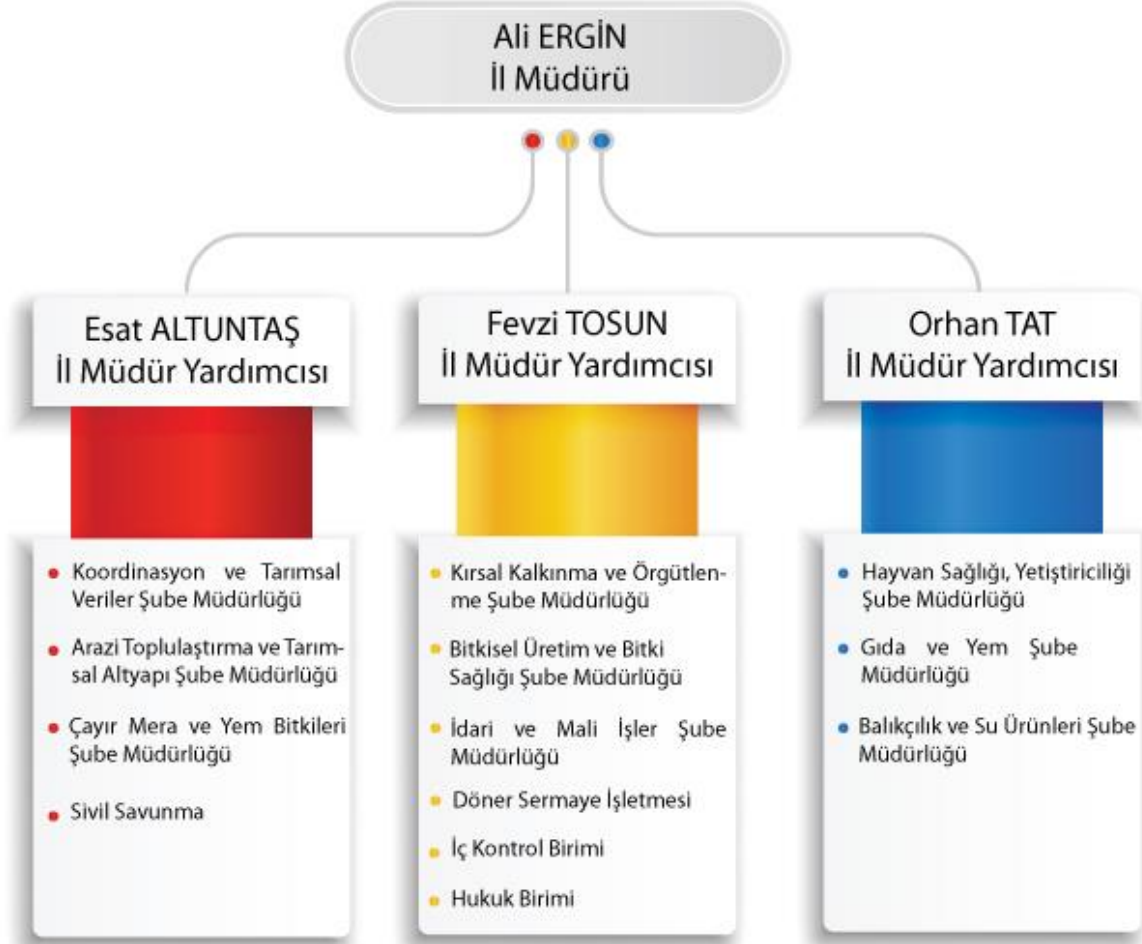 Ali ERGİN
İl Müdürü
Esat ALTUNTAŞ
İl Müdür Yardımcısı
Koordinasyon ve Tarımsal
Veriler Şube Müdürlüğü
Arazi Toplulaştırma ve Tarım-
sal Altyapı Şube Müdürlüğü
Çayır Mera ve Yem Bitkileri
Şube Müdürlüğü
Sivil Savunma
Fevzi TOSUN
İl Müdür Yardımcısı
Kırsal Kalkınma ve Örgütlen-
me Şube Müdürlüğü
Bitkisel Üretim ve Bitki
Sağlığı Şube Müdürlüğü
İdari ve Mali İşler Şube
Müdürlüğü
Döner Sermaye İşletmesi
İç Kontrol Birimi
Hukuk Birimi
Orhan TAT
İl Müdür Yardımcısı
Hayvan Sağlığı, Yetiştiriciliği
Şube Müdürlüğü
Gıda ve Yem Şube
Müdürlüğü
Balıkçılık ve Su Ürünleri Şube
Müdürlüğü